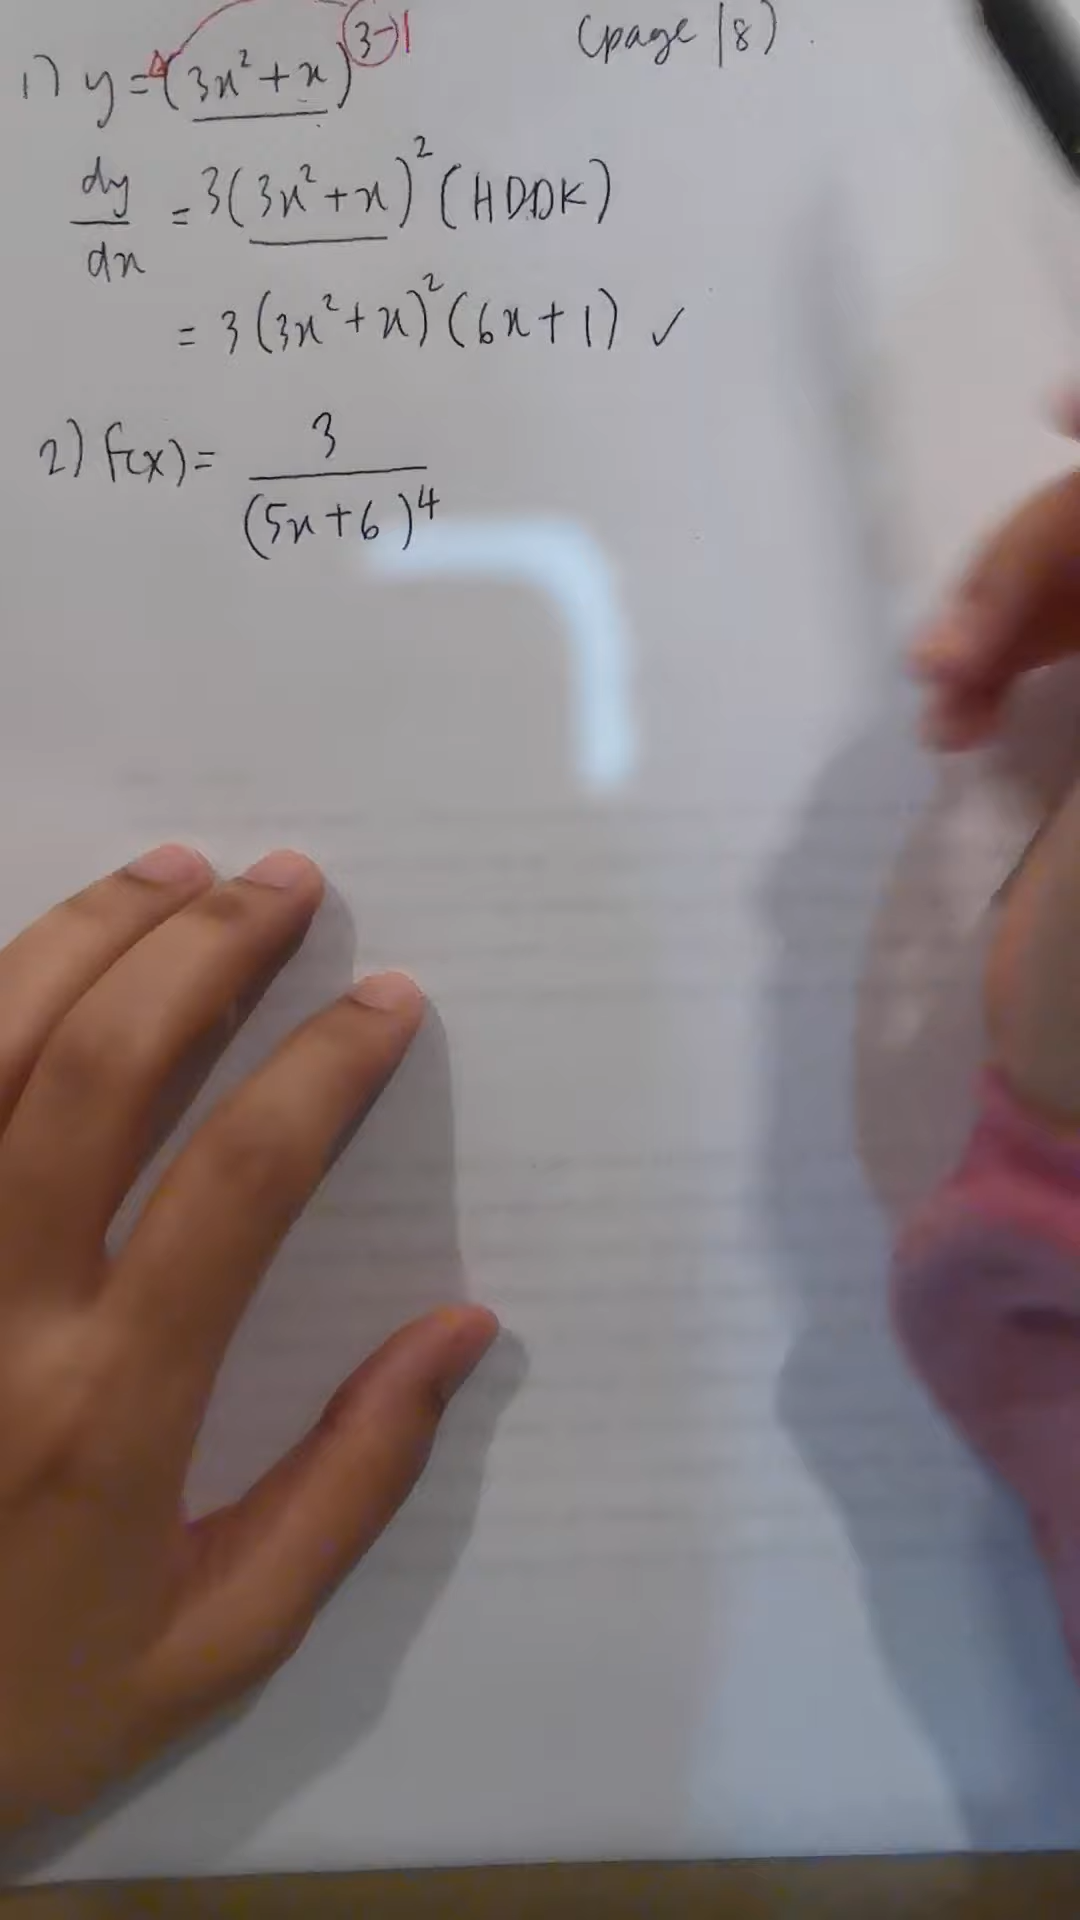 1) y = (3x² + x)³⁻¹ (page 18)
dy/dx = 3(3x² + x)² (HDDK)
= 3(3x² + x)² (6x + 1) ✓
2) f(x) = 3/(5x + 6)⁴